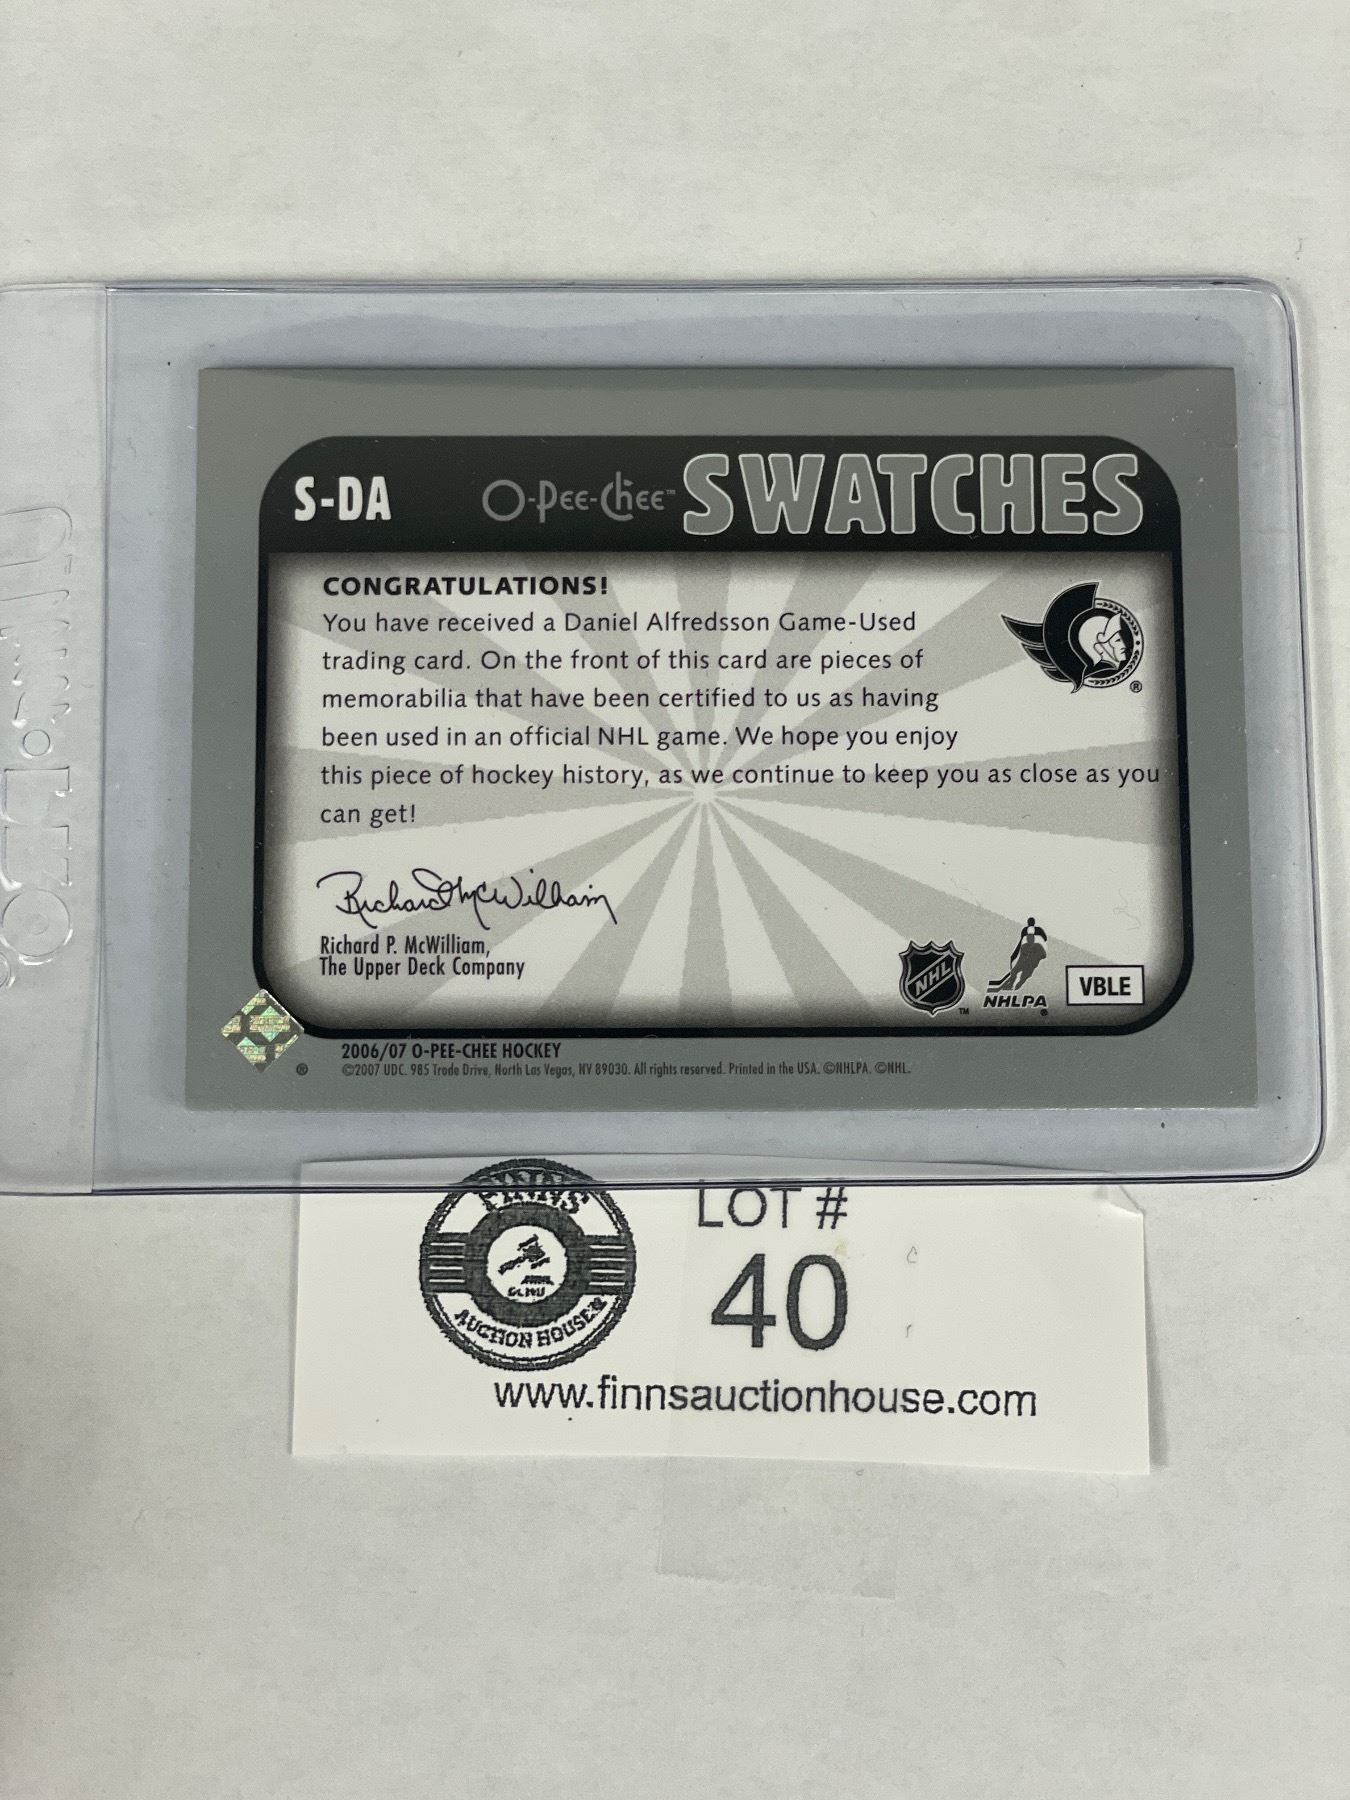 S-DA O-Pee-Chee™ SWATCHES
CONGRATULATIONS!
You have received a Daniel Alfredsson Game-Used
trading card. On the front of this card are pieces of
memorabilia that have been certified to us as having
been used in an official NHL game. We hope you enjoy
this piece of hockey history, as we continue to keep you as close as you
can get!
®
Richard McWilliam
Richard P. McWilliam,
The Upper Deck Company
NHL ™ NHLPA ® VBLE
® 2006/07 O-PEE-CHEE HOCKEY
©2007 UDC. 985 Trade Drive, North Las Vegas, NV 89030. All rights reserved. Printed in the USA. ©NHLPA. ©NHL.
FINNS
AUCTION HOUSE
LOT #
40
www.finnsauctionhouse.com